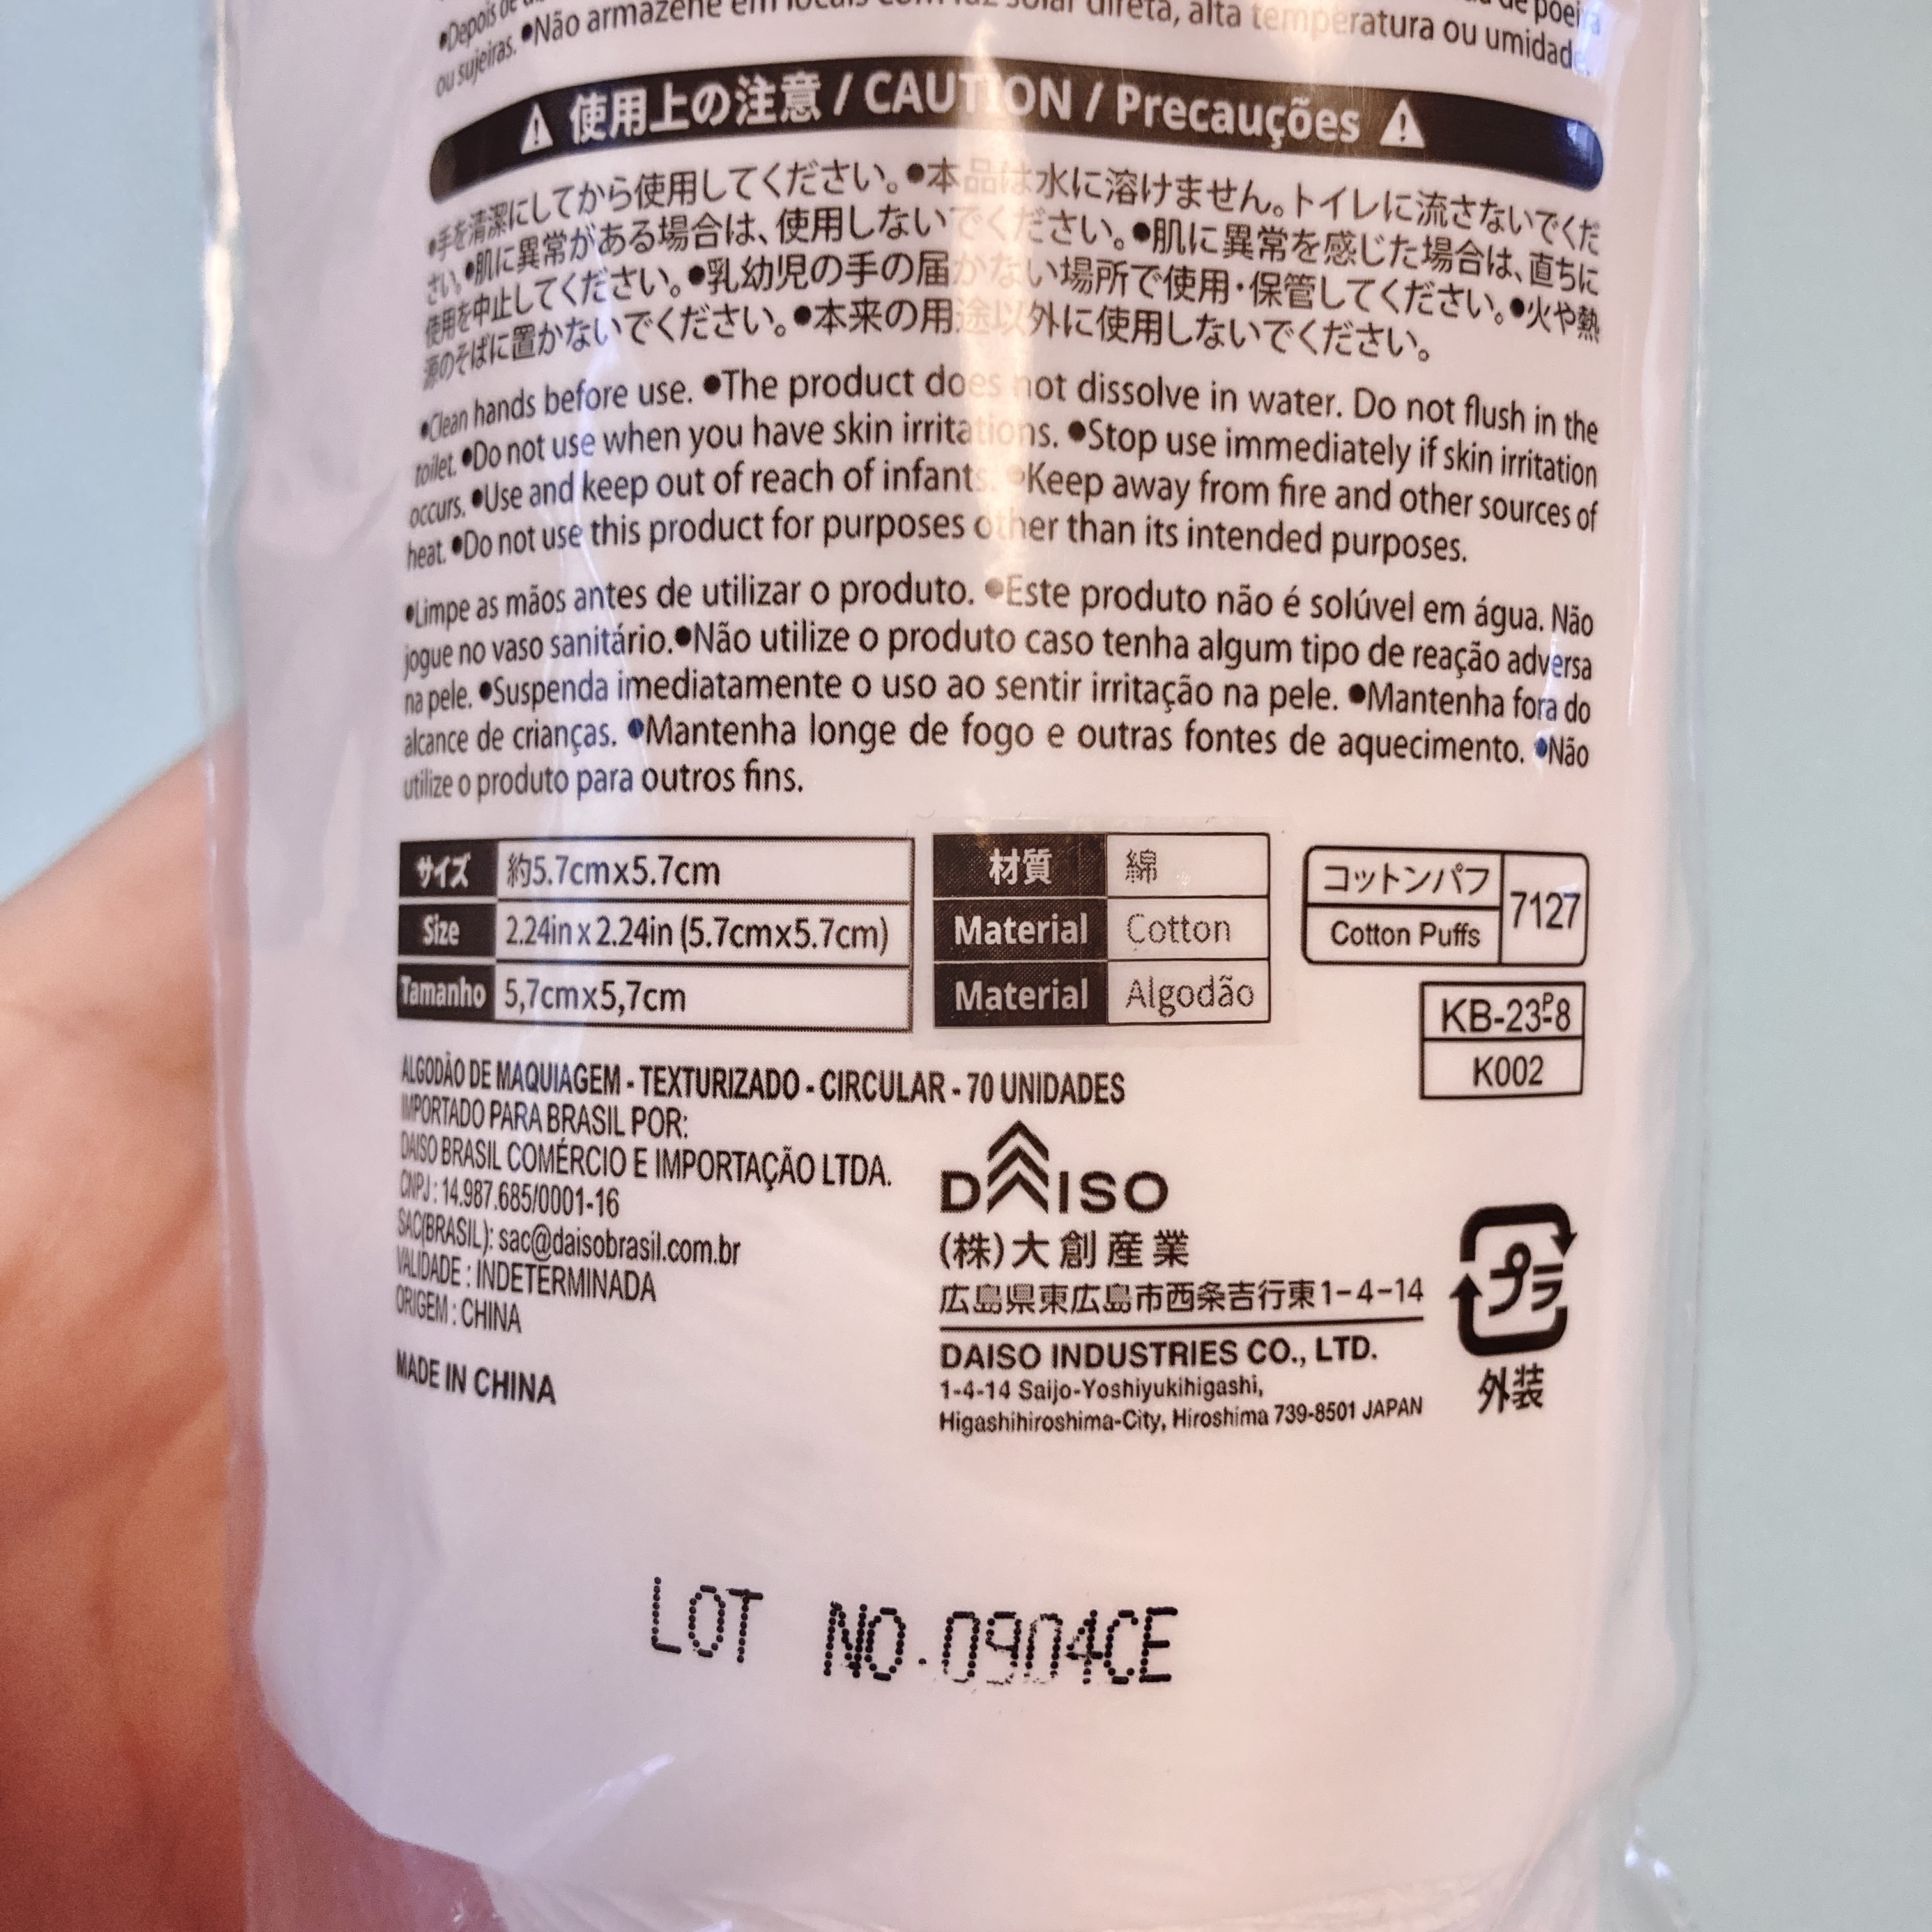 •Depois de
de poeira
ou sujeiras. •Não armazene em locais com luz solar direta, alta temperatura ou umidade.
使用上の注意 / CAUTION / Precauções
•手を清潔にしてから使用してください。•本品は水に溶けません。トイレに流さないでくだ
さい。•肌に異常がある場合は、使用しないでください。•肌に異常を感じた場合は、直ちに
使用を中止してください。•乳幼児の手の届かない場所で使用・保管してください。•火や熱
源のそばに置かないでください。•本来の用途以外に使用しないでください。
•Clean hands before use. •The product does not dissolve in water. Do not flush in the
toilet. •Do not use when you have skin irritations. •Stop use immediately if skin irritation
occurs. •Use and keep out of reach of infants. •Keep away from fire and other sources of
heat. •Do not use this product for purposes other than its intended purposes.
•Limpe as mãos antes de utilizar o produto. •Este produto não é solúvel em água. Não
jogue no vaso sanitário.•Não utilize o produto caso tenha algum tipo de reação adversa
na pele. •Suspenda imediatamente o uso ao sentir irritação na pele. •Mantenha fora do
alcance de crianças. •Mantenha longe de fogo e outras fontes de aquecimento. •Não
utilize o produto para outros fins.
サイズ 約5.7cmx5.7cm
Size 2.24in x 2.24in (5.7cmx5.7cm)
Tamanho 5,7cmx5,7cm
材質 綿
Material Cotton
Material Algodão
コットンパフ
Cotton Puffs
7127
KB-23-P-8
K002
ALGODÃO DE MAQUIAGEM - TEXTURIZADO - CIRCULAR - 70 UNIDADES
IMPORTADO PARA BRASIL POR:
DAISO BRASIL COMÉRCIO E IMPORTAÇÃO LTDA.
CNPJ : 14.987.685/0001-16
SAC(BRASIL): sac@daisobrasil.com.br
VALIDADE : INDETERMINADA
ORIGEM : CHINA
MADE IN CHINA
DAISO
(株)大創産業
広島県東広島市西条吉行東1-4-14
DAISO INDUSTRIES CO., LTD.
1-4-14 Saijo-Yoshiyukihigashi,
Higashihiroshima-City, Hiroshima 739-8501 JAPAN
プラ
外装
LOT NO.0904CE